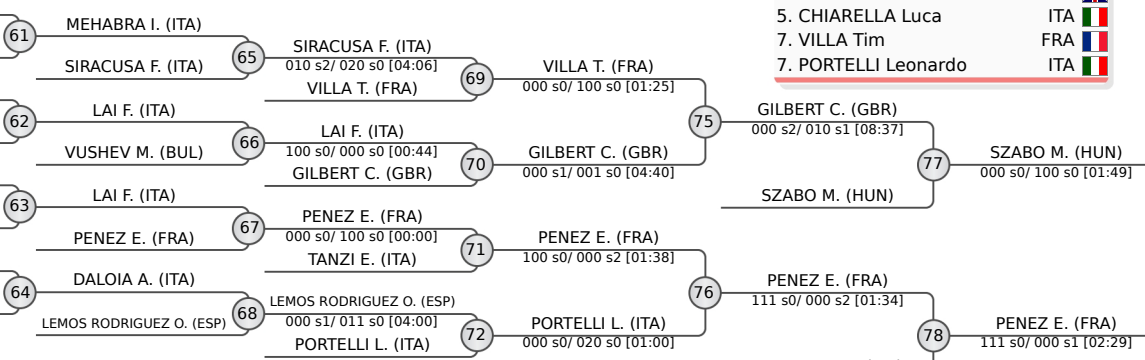 5. CHIARELLA Luca ITA
7. VILLA Tim FRA
7. PORTELLI Leonardo ITA
61
MEHABRA I. (ITA)
SIRACUSA F. (ITA)
62
LAI F. (ITA)
VUSHEV M. (BUL)
63
LAI F. (ITA)
PENEZ E. (FRA)
64
DALOIA A. (ITA)
LEMOS RODRIGUEZ O. (ESP)
65
SIRACUSA F. (ITA)
010 s2/ 020 s0 [04:06]
VILLA T. (FRA)
66
LAI F. (ITA)
100 s0/ 000 s0 [00:44]
GILBERT C. (GBR)
67
PENEZ E. (FRA)
000 s0/ 100 s0 [00:00]
TANZI E. (ITA)
68
LEMOS RODRIGUEZ O. (ESP)
000 s1/ 011 s0 [04:00]
PORTELLI L. (ITA)
69
VILLA T. (FRA)
000 s0/ 100 s0 [01:25]
70
GILBERT C. (GBR)
000 s1/ 001 s0 [04:40]
71
PENEZ E. (FRA)
100 s0/ 000 s2 [01:38]
72
PORTELLI L. (ITA)
000 s0/ 020 s0 [01:00]
75
GILBERT C. (GBR)
000 s2/ 010 s1 [08:37]
SZABO M. (HUN)
76
PENEZ E. (FRA)
111 s0/ 000 s2 [01:34]
77
SZABO M. (HUN)
000 s0/ 100 s0 [01:49]
78
PENEZ E. (FRA)
111 s0/ 000 s1 [02:29]